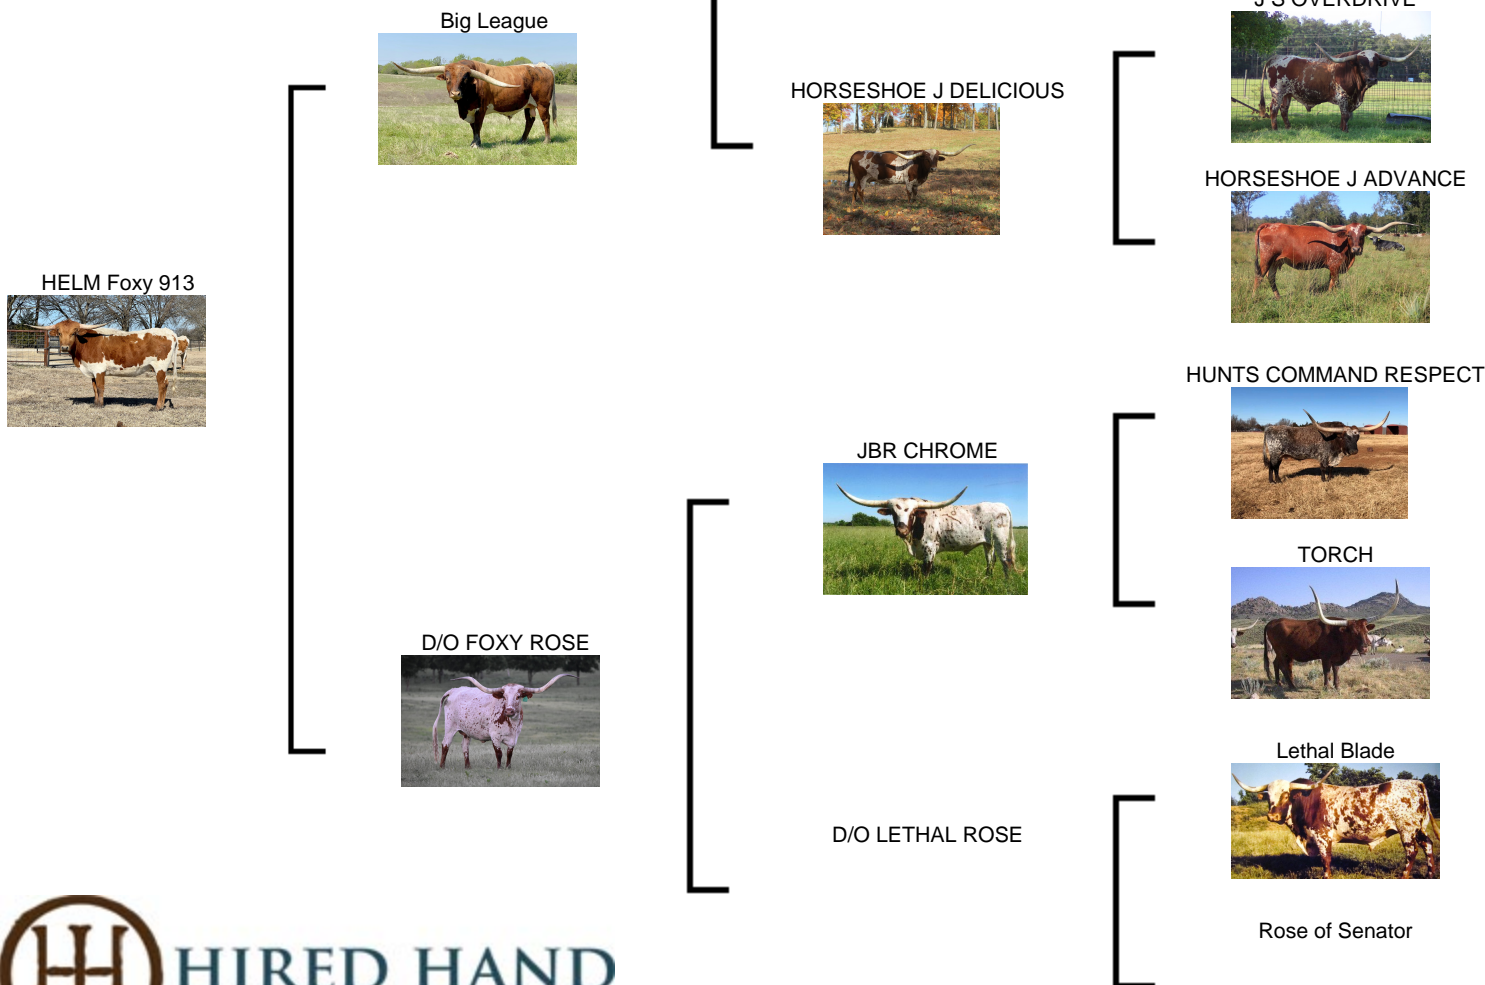 Big League
J S OVERDRIVE
HORSESHOE J DELICIOUS
HORSESHOE J ADVANCE
HELM Foxy 913
HUNTS COMMAND RESPECT
JBR CHROME
TORCH
D/O FOXY ROSE
Lethal Blade
D/O LETHAL ROSE
Rose of Senator
HIRED HAND